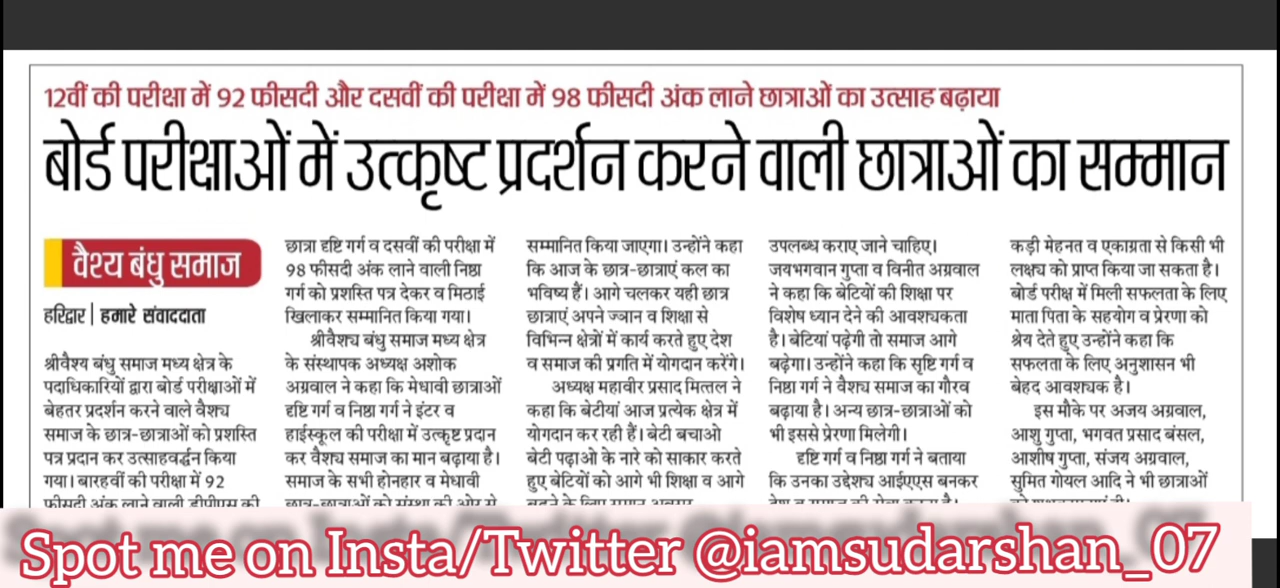 12वीं की परीक्षा में 92 फीसदी और दसवीं की परीक्षा में 98 फीसदी अंक लाने छात्राओं का उत्साह बढ़ाया
बोर्ड परीक्षाओं में उत्कृष्ट प्रदर्शन करने वाली छात्राओं का सम्मान
वैश्य बंधु समाज
हरिद्वार | हमारे संवाददाता
श्रीवैश्य बंधु समाज मध्य क्षेत्र के
पदाधिकारियों द्वारा बोर्ड परीक्षाओं में
बेहतर प्रदर्शन करने वाले वैश्य
समाज के छात्र-छात्राओं को प्रशस्ति
पत्र प्रदान कर उत्साहवर्द्धन किया
गया। बारहवीं की परीक्षा में 92
फीसदी अंक लाने वाली डीपीएस की
छात्रा दृष्टि गर्ग व दसवीं की परीक्षा में
98 फीसदी अंक लाने वाली निष्ठा
गर्ग को प्रशस्ति पत्र देकर व मिठाई
खिलाकर सम्मानित किया गया।
श्रीवैश्य बंधु समाज मध्य क्षेत्र
के संस्थापक अध्यक्ष अशोक
अग्रवाल ने कहा कि मेधावी छात्राओं
दृष्टि गर्ग व निष्ठा गर्ग ने इंटर व
हाईस्कूल की परीक्षा में उत्कृष्ट प्रदान
कर वैश्य समाज का मान बढ़ाया है।
समाज के सभी होनहार व मेधावी
छात्र-छात्राओं को संस्था की ओर से
सम्मानित किया जाएगा। उन्होंने कहा
कि आज के छात्र-छात्राएं कल का
भविष्य हैं। आगे चलकर यही छात्र
छात्राएं अपने ज्ञान व शिक्षा से
विभिन्न क्षेत्रों में कार्य करते हुए देश
व समाज की प्रगति में योगदान करेंगे।
अध्यक्ष महावीर प्रसाद मित्तल ने
कहा कि बेटीयां आज प्रत्येक क्षेत्र में
योगदान कर रही हैं। बेटी बचाओ
बेटी पढ़ाओ के नारे को साकार करते
हुए बेटियों को आगे भी शिक्षा व आगे
बढ़ने के लिए समान अवसर
उपलब्ध कराए जाने चाहिए।
जयभगवान गुप्ता व विनीत अग्रवाल
ने कहा कि बेटियों की शिक्षा पर
विशेष ध्यान देने की आवश्यकता
है। बेटियां पढ़ेगी तो समाज आगे
बढ़ेगा। उन्होंने कहा कि सृष्टि गर्ग व
निष्ठा गर्ग ने वैश्य समाज का गौरव
बढ़ाया है। अन्य छात्र-छात्राओं को
भी इससे प्रेरणा मिलेगी।
दृष्टि गर्ग व निष्ठा गर्ग ने बताया
कि उनका उद्देश्य आईएएस बनकर
देश व समाज की सेवा करना है।
कड़ी मेहनत व एकाग्रता से किसी भी
लक्ष्य को प्राप्त किया जा सकता है।
बोर्ड परीक्ष में मिली सफलता के लिए
माता पिता के सहयोग व प्रेरणा को
श्रेय देते हुए उन्होंने कहा कि
सफलता के लिए अनुशासन भी
बेहद आवश्यक है।
इस मौके पर अजय अग्रवाल,
आशु गुप्ता, भगवत प्रसाद बंसल,
आशीष गुप्ता, संजय अग्रवाल,
सुमित गोयल आदि ने भी छात्राओं
Spot me on Insta/Twitter @iamsudarshan_07